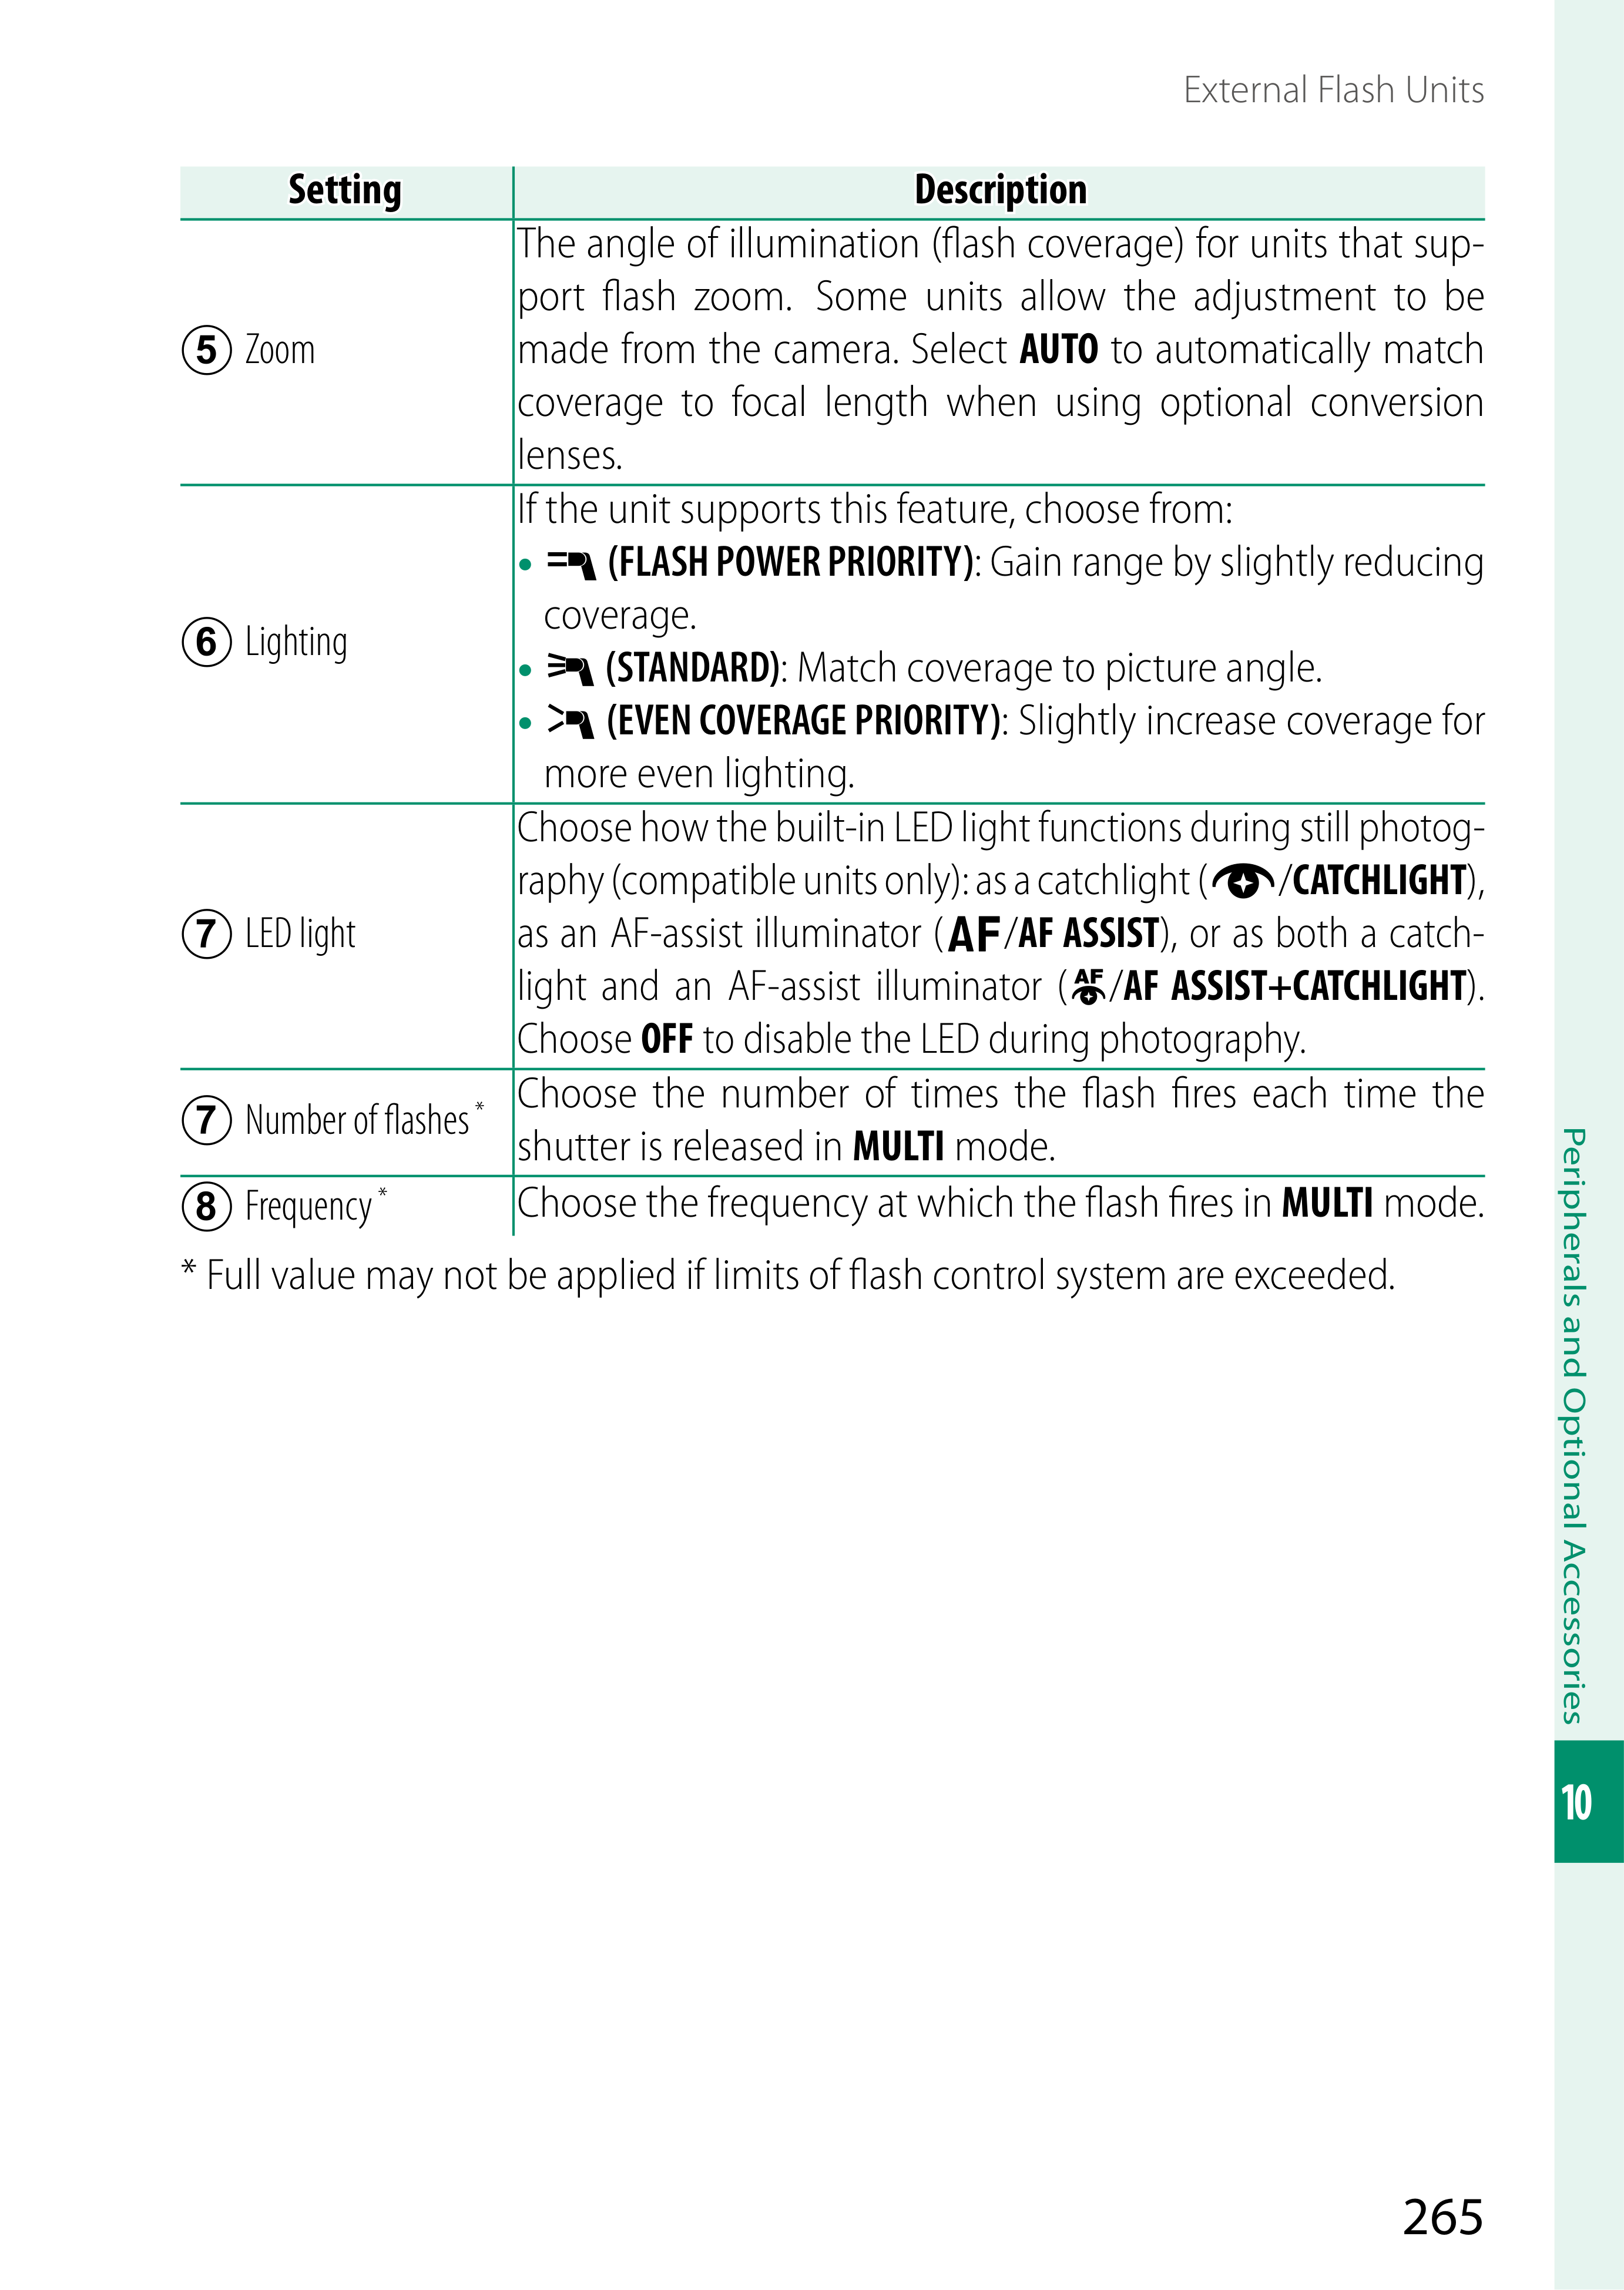 External Flash Units
Setting Description
⑤ Zoom
The angle of illumination (flash coverage) for units that sup-
port flash zoom. Some units allow the adjustment to be
made from the camera. Select AUTO to automatically match
coverage to focal length when using optional conversion
lenses.
⑥ Lighting
If the unit supports this feature, choose from:
• (FLASH POWER PRIORITY): Gain range by slightly reducing
coverage.
• (STANDARD): Match coverage to picture angle.
• (EVEN COVERAGE PRIORITY): Slightly increase coverage for
more even lighting.
⑦ LED light
Choose how the built-in LED light functions during still photog-
raphy (compatible units only): as a catchlight (/CATCHLIGHT),
as an AF-assist illuminator (AF/AF ASSIST), or as both a catch-
light and an AF-assist illuminator (AF/AF ASSIST+CATCHLIGHT).
Choose OFF to disable the LED during photography.
⑦ Number of flashes *
Choose the number of times the flash fires each time the
shutter is released in MULTI mode.
⑧ Frequency *
Choose the frequency at which the flash fires in MULTI mode.
* Full value may not be applied if limits of flash control system are exceeded.
Peripherals and Optional Accessories
10
265